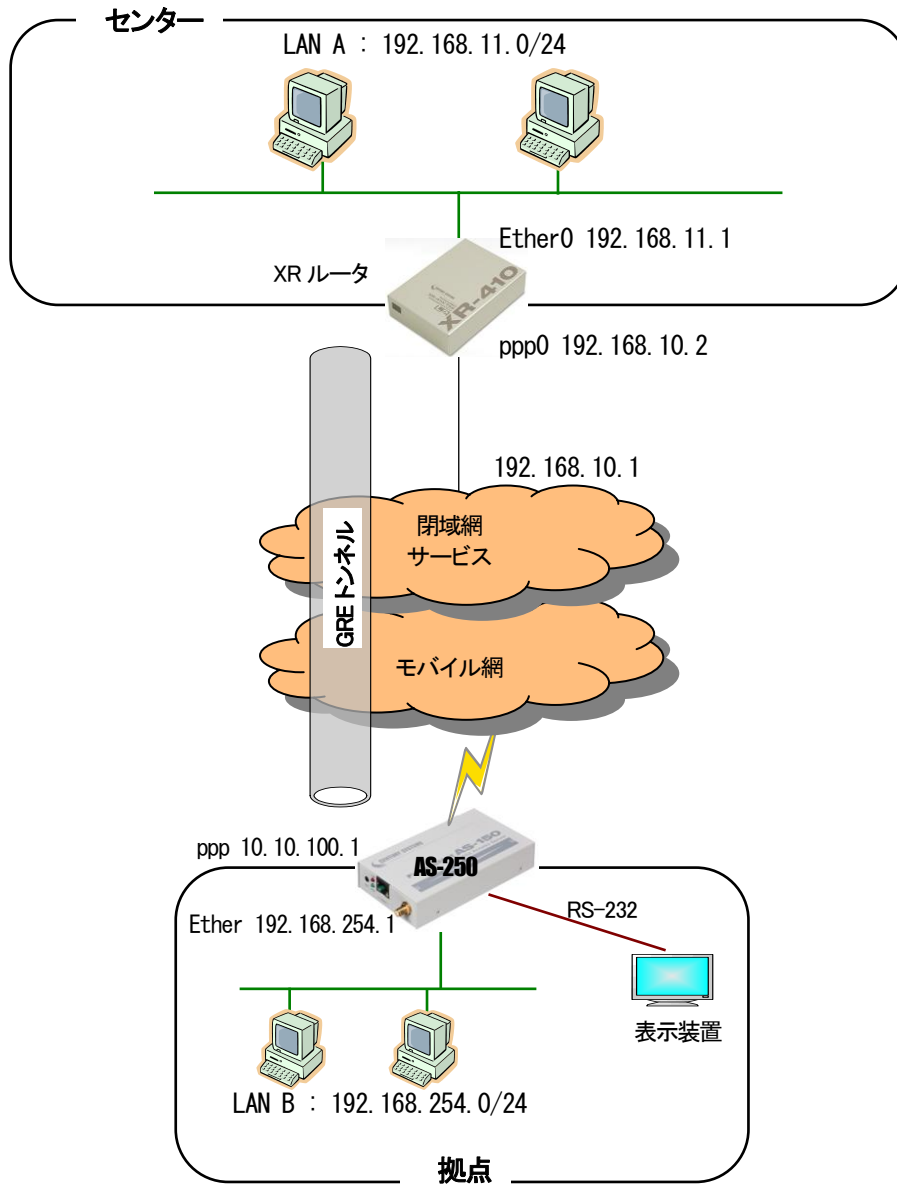 センター
LAN A : 192.168.11.0/24
Ether0 192.168.11.1
XR ルータ
XR-410
ppp0 192.168.10.2
192.168.10.1
閉域網
サービス
GRE トンネル
モバイル網
ppp 10.10.100.1
AS-150
AS-250
Ether 192.168.254.1
RS-232
表示装置
LAN B : 192.168.254.0/24
拠点